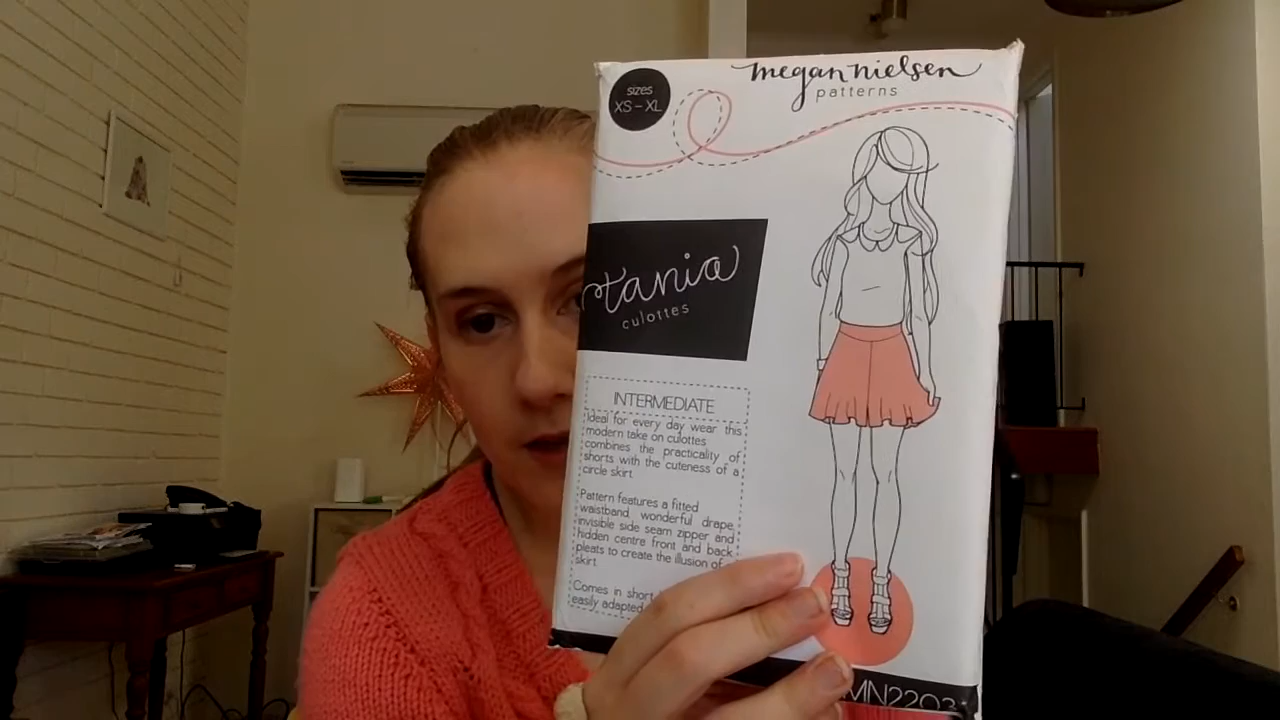 sizes
XS - XL
megan nielsen
patterns
tania
culottes
INTERMEDIATE
Ideal for every day wear this
modern take on culottes
combines the practicality of
shorts with the cuteness of a
circle skirt
Pattern features a fitted
waistband, wonderful drape,
invisible side seam zipper and
hidden centre front and back
pleats to create the illusion of
skirt
Comes in short
easily adapted
MN2203